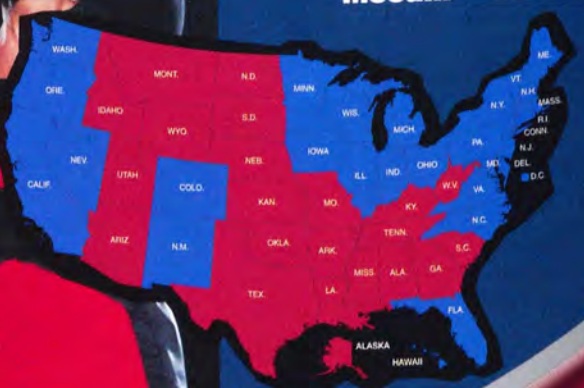 WASH.
ORE.
CALIF.
NEV.
IDAHO
MONT.
WYO.
UTAH
ARIZ
COLO.
N.M.
N.D.
S.D.
NEB.
KAN.
OKLA.
TEX.
MINN.
IOWA
MO.
ARK.
LA.
WIS.
ILL.
MICH.
IND.
OHIO
KY.
TENN.
MISS.
ALA.
GA.
FLA.
S.C.
N.C.
VA.
W.V.
PA.
N.Y.
VT.
N.H.
ME.
MASS.
R.I.
CONN.
N.J.
DEL.
MD.
D.C.
ALASKA
HAWAII